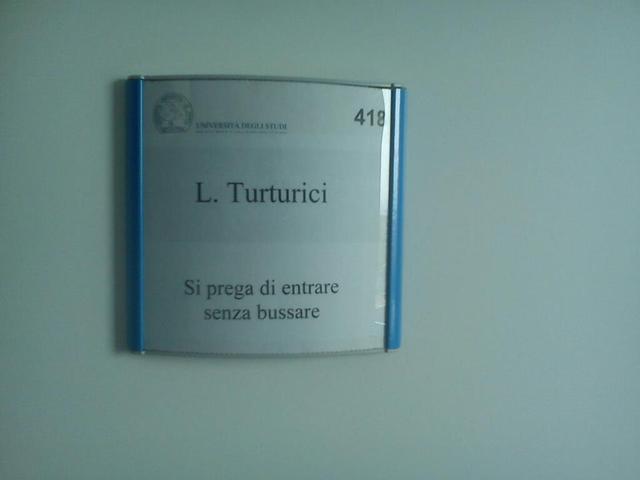 UNIVERSITÀ DEGLI STUDI
418
L. Turturici
Si prega di entrare
senza bussare